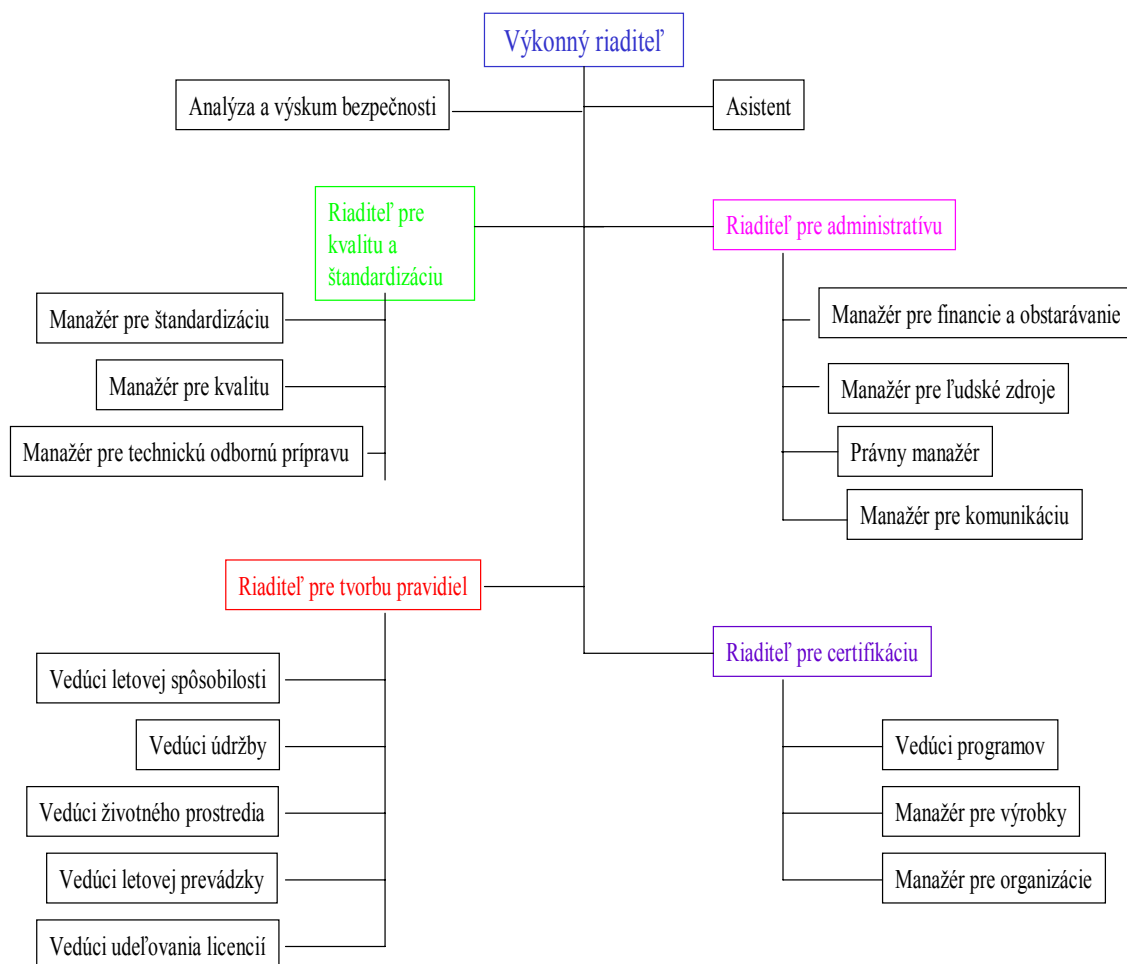 Výkonný riaditeľ
Analýza a výskum bezpečnosti
Asistent
Riaditeľ pre
kvalitu a
štandardizáciu
Riaditeľ pre administratívu
Manažér pre štandardizáciu
Manažér pre kvalitu
Manažér pre technickú odbornú prípravu
Manažér pre financie a obstarávanie
Manažér pre ľudské zdroje
Právny manažér
Manažér pre komunikáciu
Riaditeľ pre tvorbu pravidiel
Vedúci letovej spôsobilosti
Vedúci údržby
Vedúci životného prostredia
Vedúci letovej prevádzky
Vedúci udeľovania licencií
Riaditeľ pre certifikáciu
Vedúci programov
Manažér pre výrobky
Manažér pre organizácie